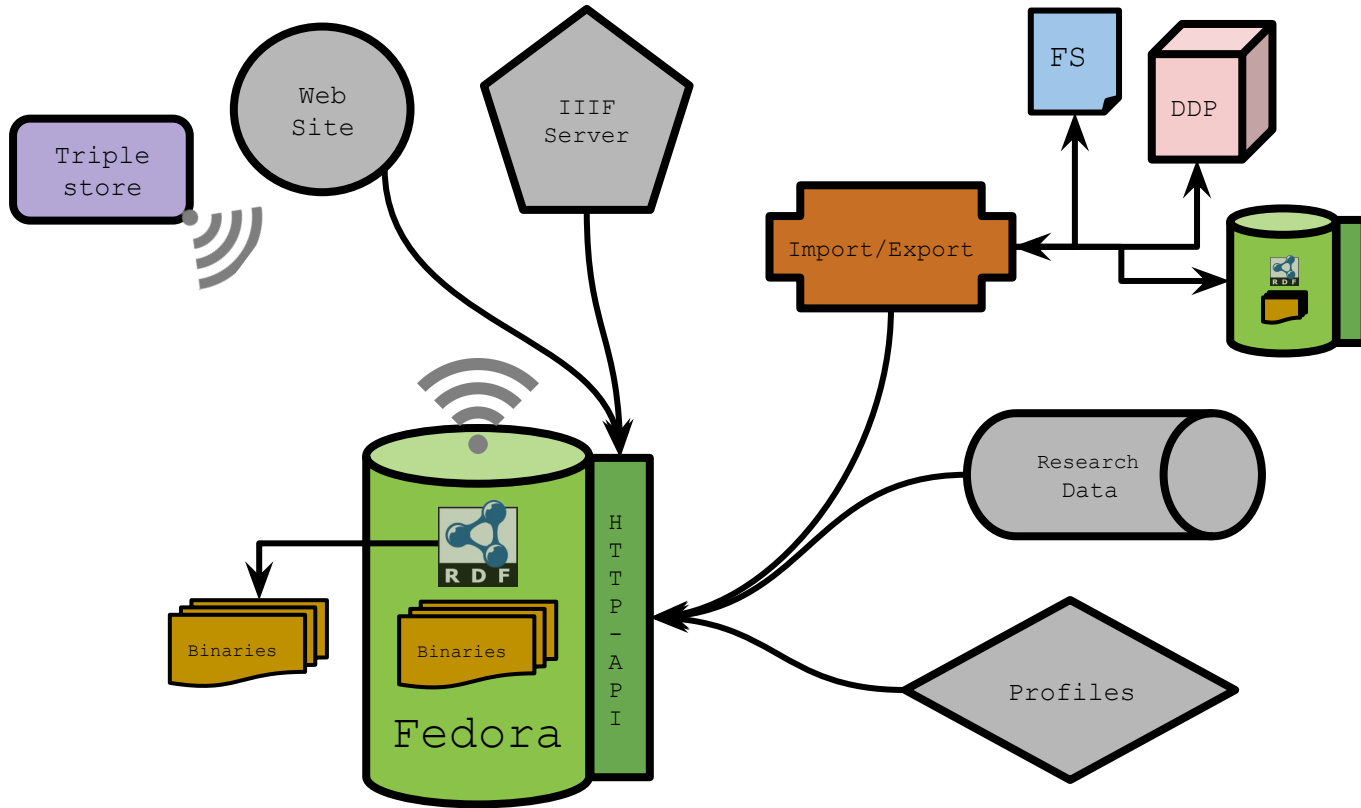 Web
Site
IIIF
Server
FS
DDP
Triple
store
Import/Export
RDF
Research
Data
HTTP-API
RDF
Binaries
Binaries
Profiles
Fedora